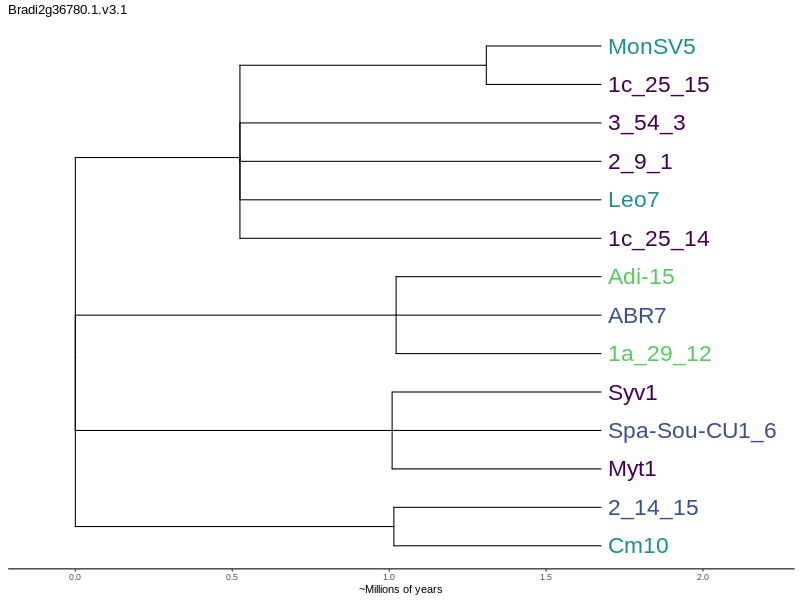 Bradi2g36780.1.v3.1
MonSV5
1c_25_15
3_54_3
2_9_1
Leo7
1c_25_14
Adi-15
ABR7
1a_29_12
Syv1
Spa-Sou-CU1_6
Myt1
2_14_15
Cm10
0.0 0.5 1.0 1.5 2.0
~Millions of years